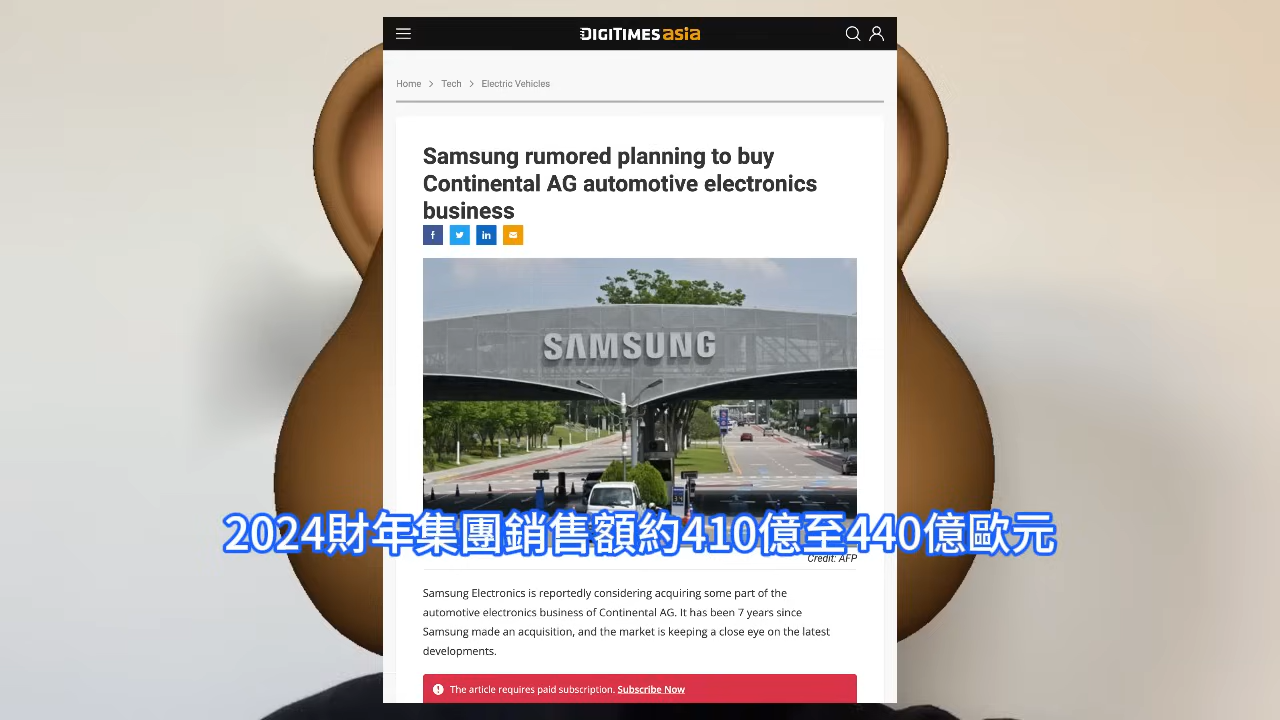 DIGITIMES asia
Home > Tech > Electric Vehicles
Samsung rumored planning to buy
Continental AG automotive electronics
business
SAMSUNG
2024財年集團銷售額約410億至440億歐元
Credit: AFP
Samsung Electronics is reportedly considering acquiring some part of the
automotive electronics business of Continental AG. It has been 7 years since
Samsung made an acquisition, and the market is keeping a close eye on the latest
developments.
The article requires paid subscription. Subscribe Now